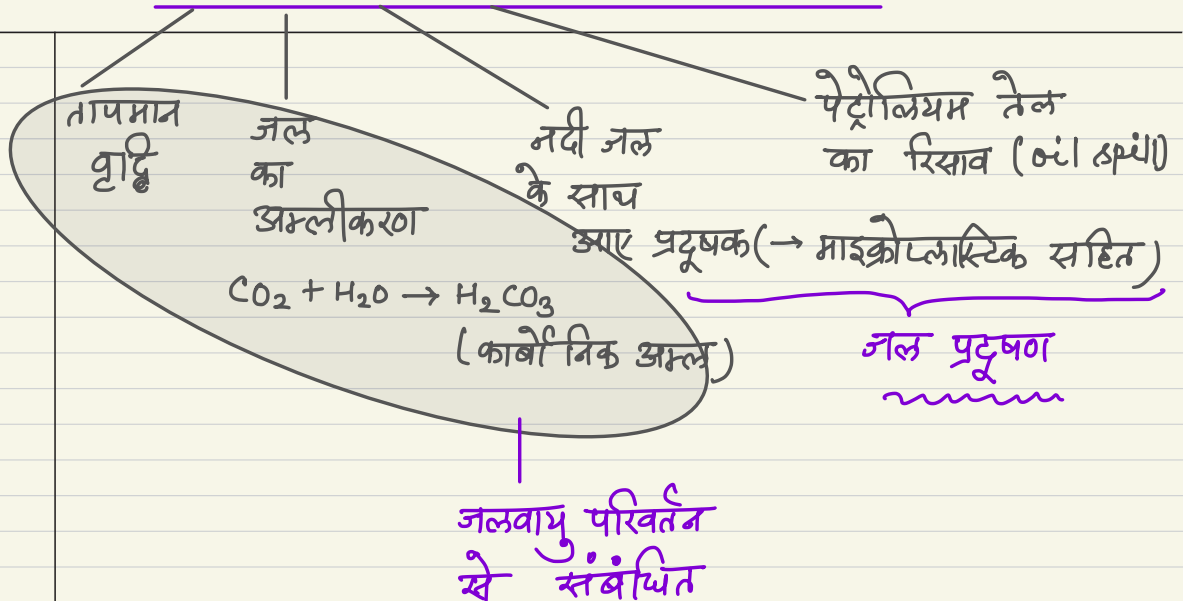 तापमान
वृद्धि
जल
का
अम्लीकरण
CO₂ + H₂O → H₂CO₃
(कार्बोनिक अम्ल)
नदी जल
के साथ
आए प्रदूषक (→ माइक्रोप्लास्टिक सहित)
पेट्रोलियम तेल
का रिसाव (oil spill)
जल प्रदूषण
जलवायु परिवर्तन
से संबंधित